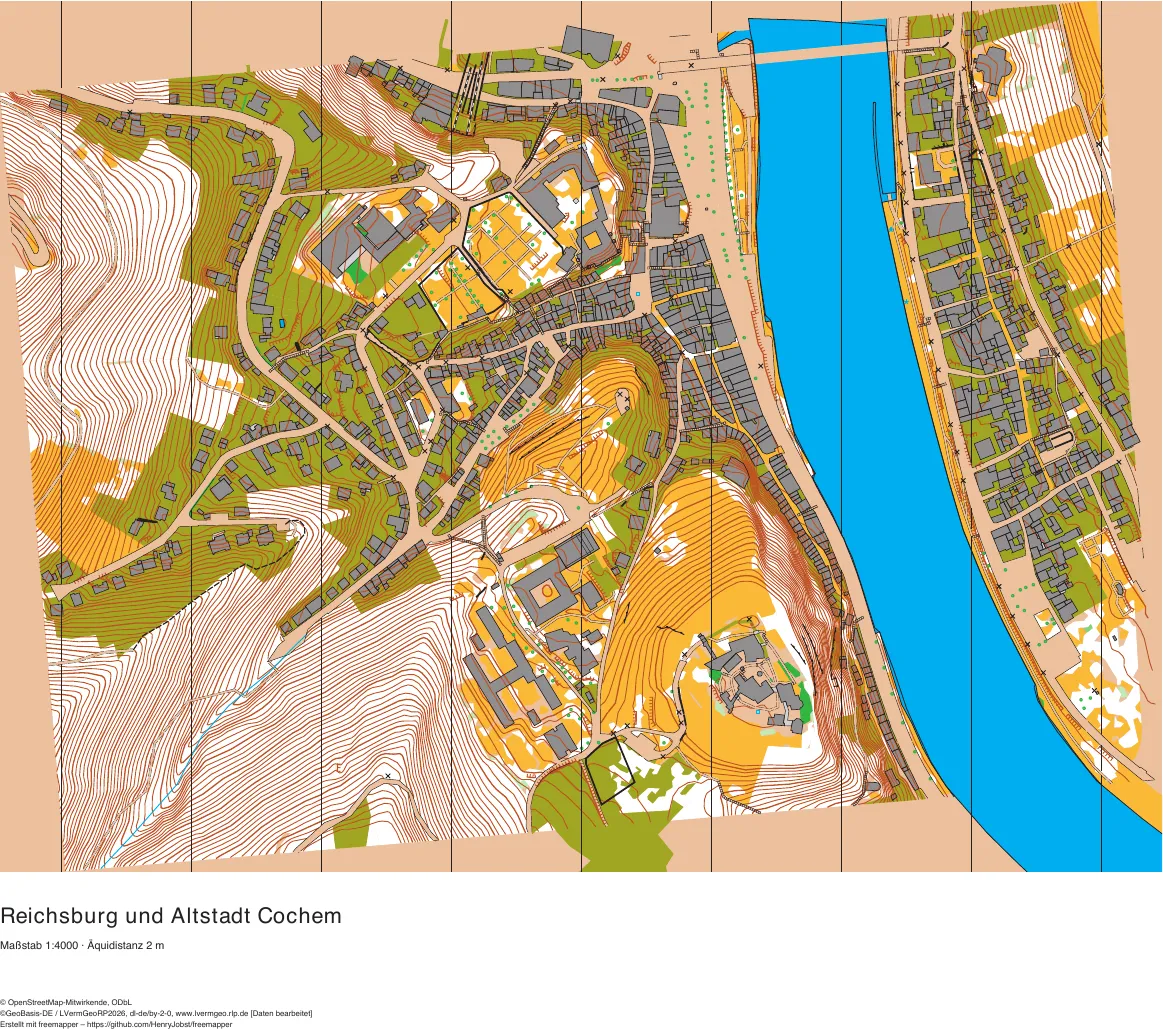 Reichsburg und Altstadt Cochem
Maßstab 1:4000 · Äquidistanz 2 m
© OpenStreetMap-Mitwirkende, ODbL
©GeoBasis-DE / LVermGeoRP2026, dl-de/by-2-0, www.lvermgeo.rlp.de [Daten bearbeitet]
Erstellt mit freemapper – https://github.com/HenryJobst/freemapper